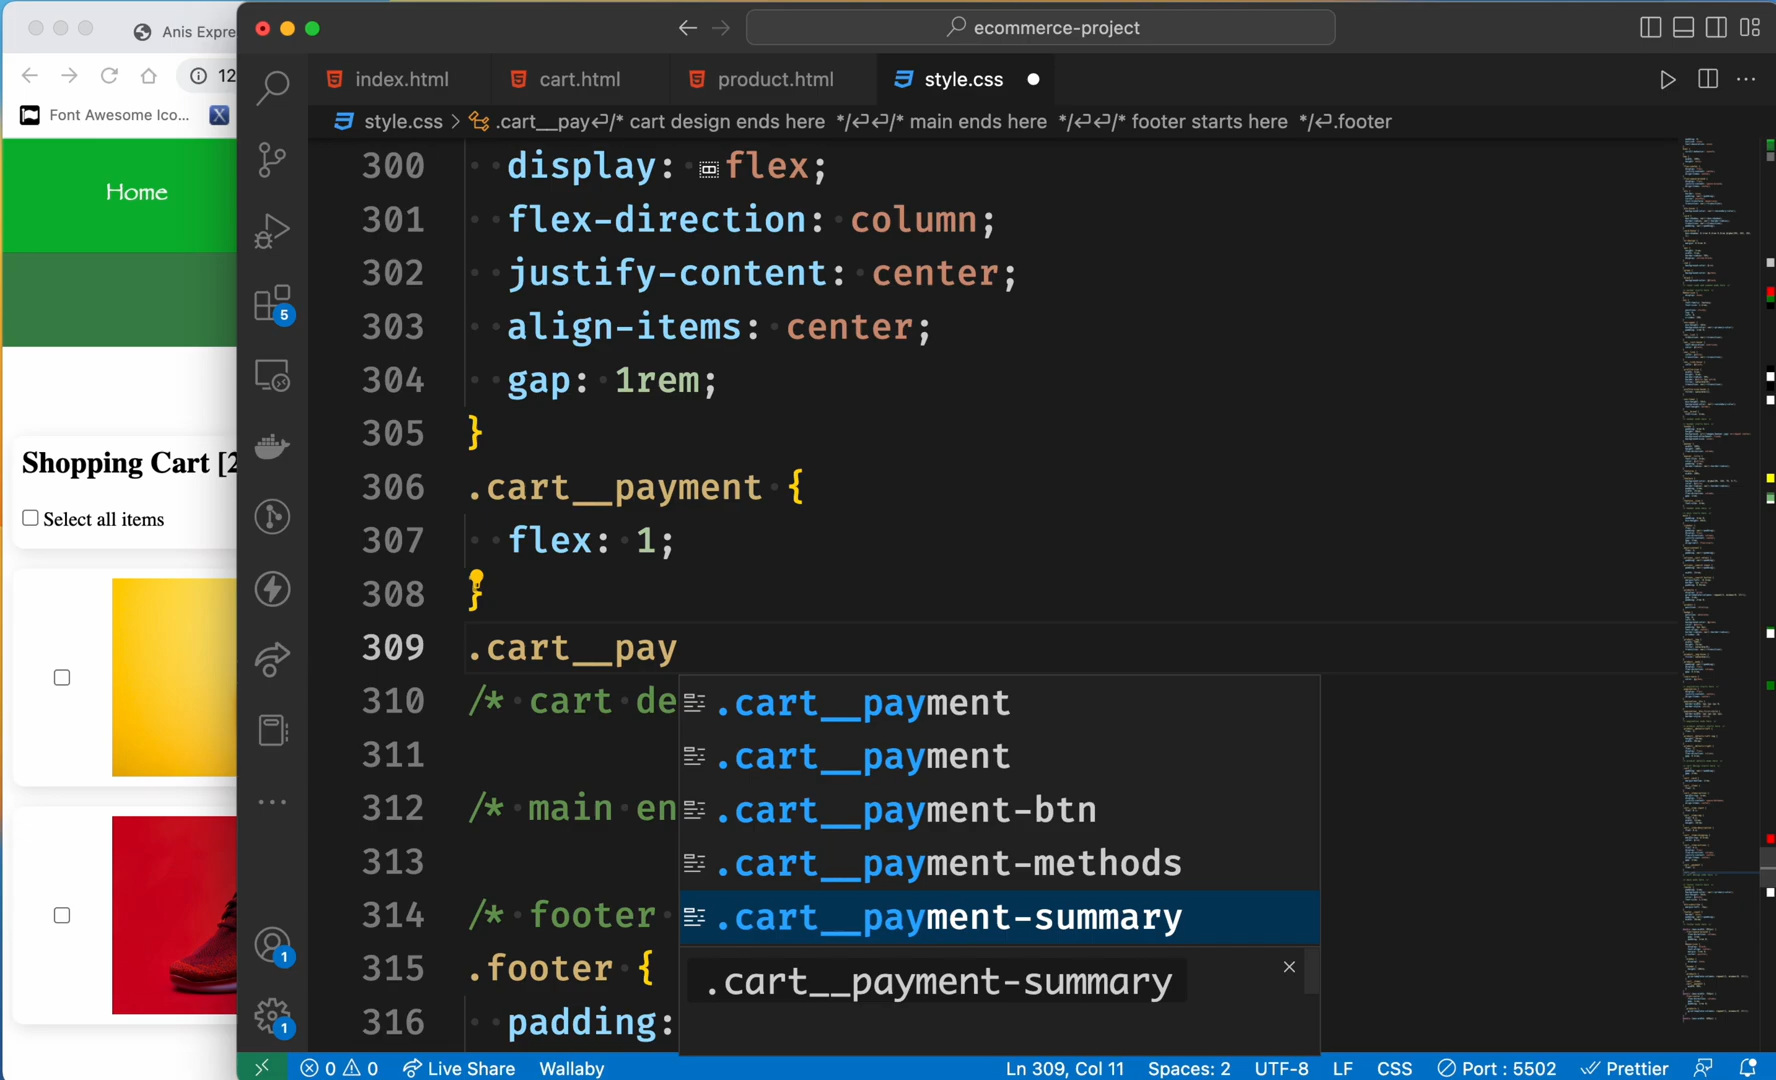 Anis Expre
ecommerce-project
12
index.html
cart.html
product.html
style.css
Font Awesome Ico...
style.css > .cart__pay↵/* cart design ends here */↵↵/* main ends here */↵↵/* footer starts here */↵.footer
Home
Shopping Cart [2
Select all items
5
1
1
300 display: flex;
301 flex-direction: column;
302 justify-content: center;
303 align-items: center;
304 gap: 1rem;
305 }
306 .cart__payment {
307 flex: 1;
308 }
309 .cart__pay
310 /* cart de
311
312 /* main en
313
314 /* footer
315 .footer {
316 padding:
.cart__payment
.cart__payment
.cart__payment-btn
.cart__payment-methods
.cart__payment-summary
.cart__payment-summary
0 0 Live Share Wallaby Ln 309, Col 11 Spaces: 2 UTF-8 LF CSS Port : 5502 Prettier